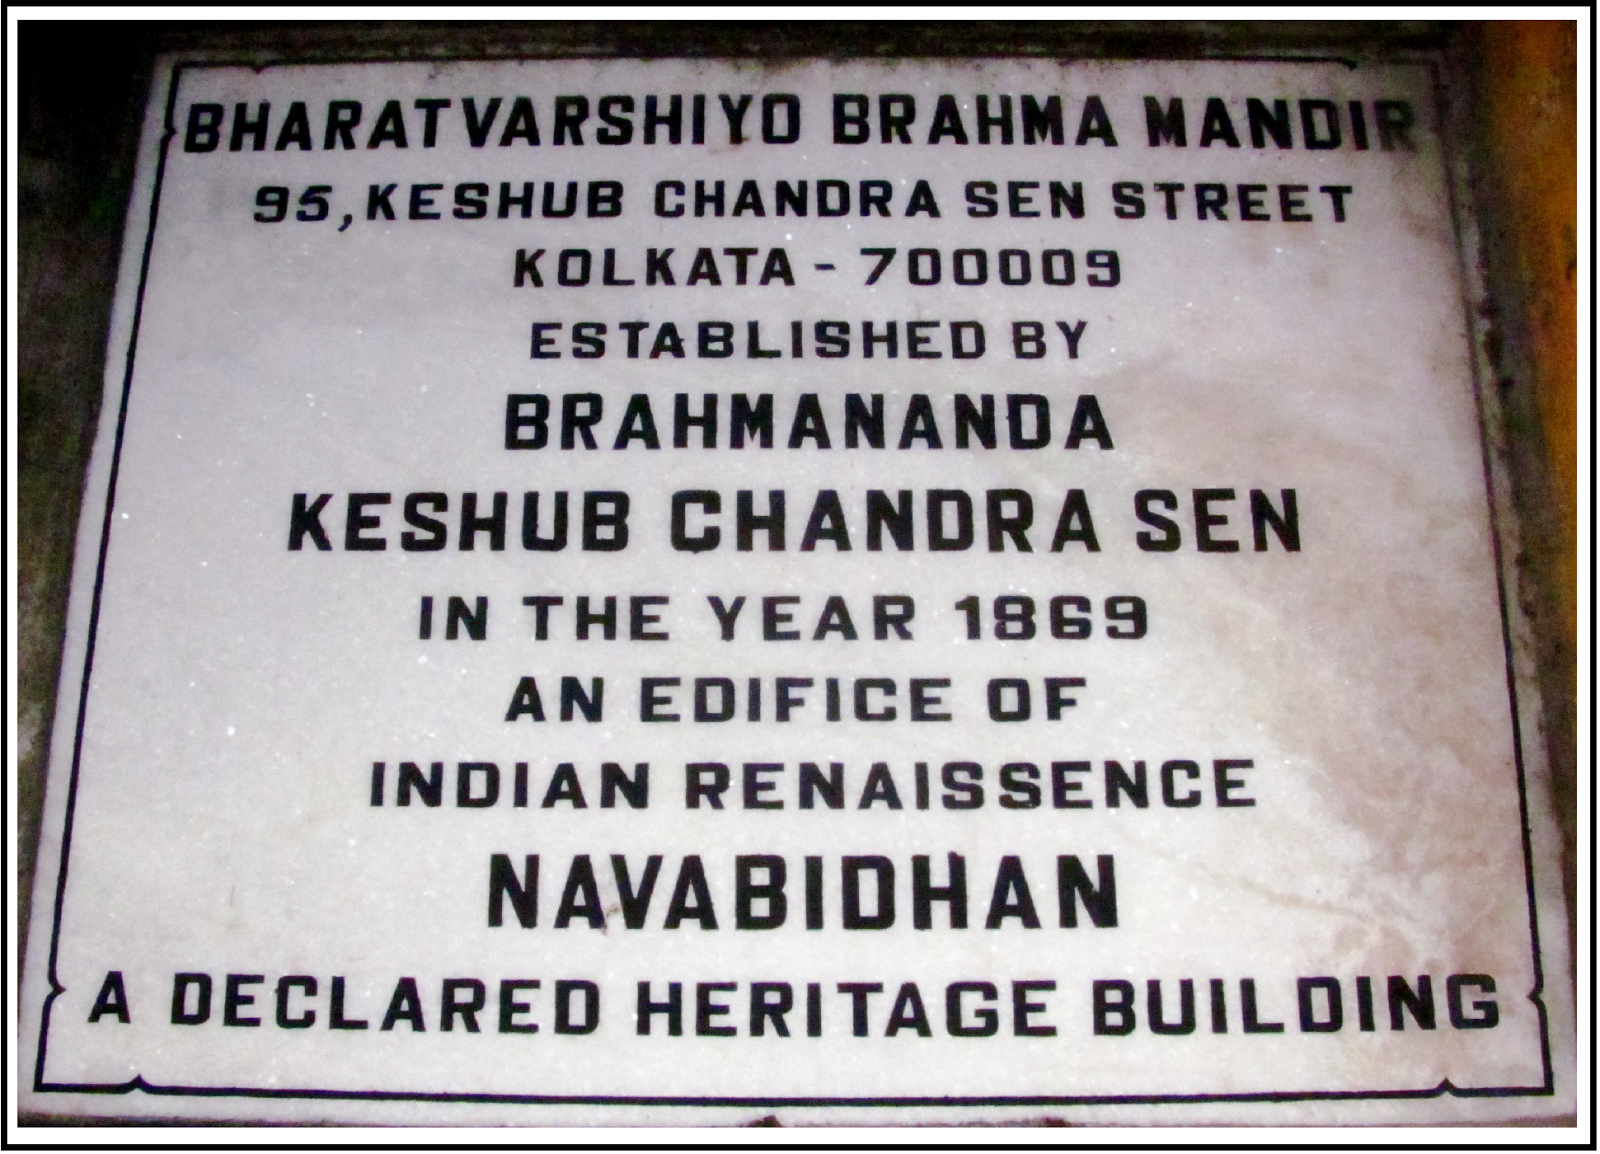 BHARATVARSHIYO BRAHMA MANDIR
95, KESHUB CHANDRA SEN STREET
KOLKATA - 700009
ESTABLISHED BY
BRAHMANANDA
KESHUB CHANDRA SEN
IN THE YEAR 1869
AN EDIFICE OF
INDIAN RENAISSENCE
NAVABIDHAN
A DECLARED HERITAGE BUILDING